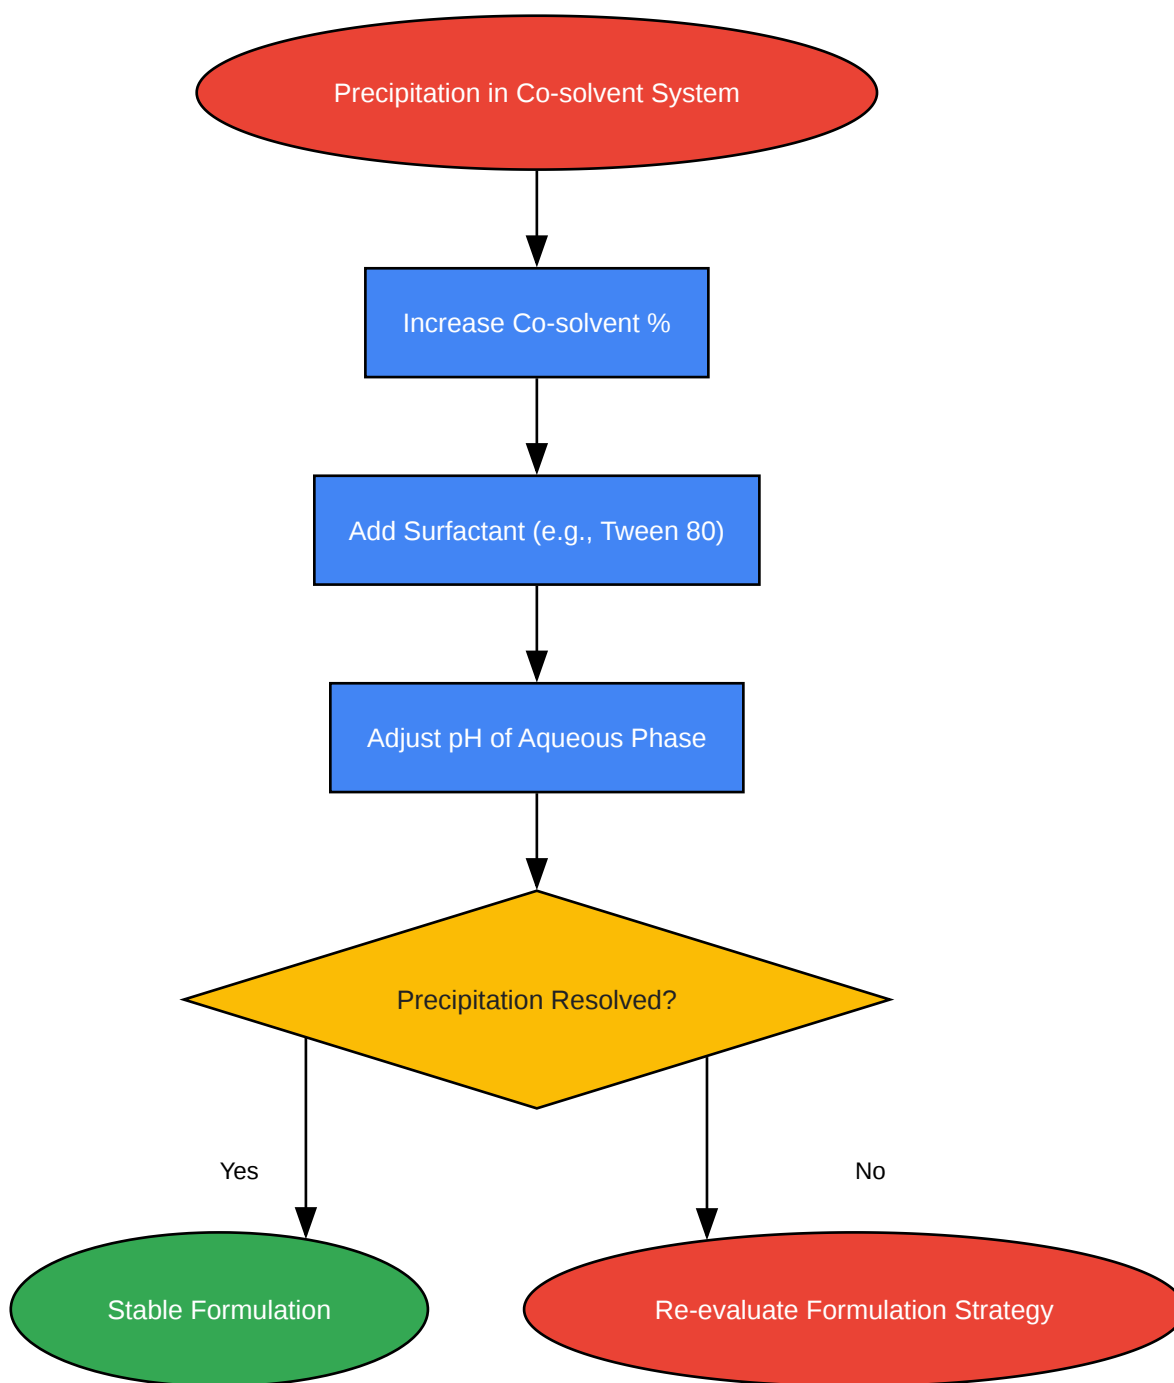 Precipitation in Co-solvent System
Increase Co-solvent %
Add Surfactant (e.g., Tween 80)
Adjust pH of Aqueous Phase
Precipitation Resolved?
Yes
No
Stable Formulation
Re-evaluate Formulation Strategy